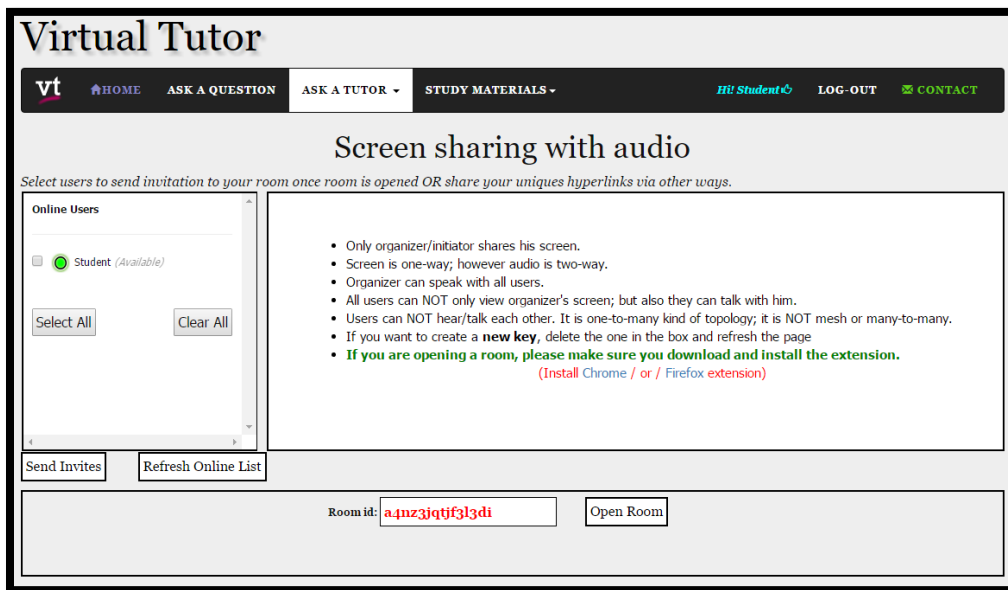 Virtual Tutor
vt HOME ASK A QUESTION ASK A TUTOR STUDY MATERIALS Hi! Student LOG-OUT CONTACT
Screen sharing with audio
Select users to send invitation to your room once room is opened OR share your uniques hyperlinks via other ways.
Online Users
Student (Available)
Select All Clear All
• Only organizer/initiator shares his screen.
• Screen is one-way; however audio is two-way.
• Organizer can speak with all users.
• All users can NOT only view organizer's screen; but also they can talk with him.
• Users can NOT hear/talk each other. It is one-to-many kind of topology; it is NOT mesh or many-to-many.
• If you want to create a new key, delete the one in the box and refresh the page
• If you are opening a room, please make sure you download and install the extension.
(Install Chrome / or / Firefox extension)
Send Invites Refresh Online List
Room id: a4nz3jqtjf3l3di Open Room